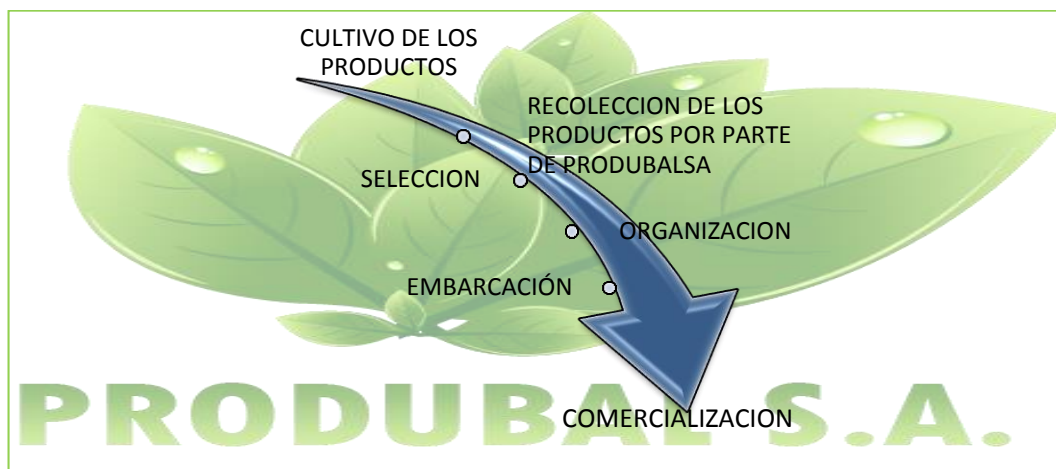 CULTIVO DE LOS
PRODUCTOS
RECOLECCION DE LOS
PRODUCTOS POR PARTE
DE PRODUBALSA
SELECCION
ORGANIZACION
EMBARCACIÓN
COMERCIALIZACION
PRODUBAL S.A.